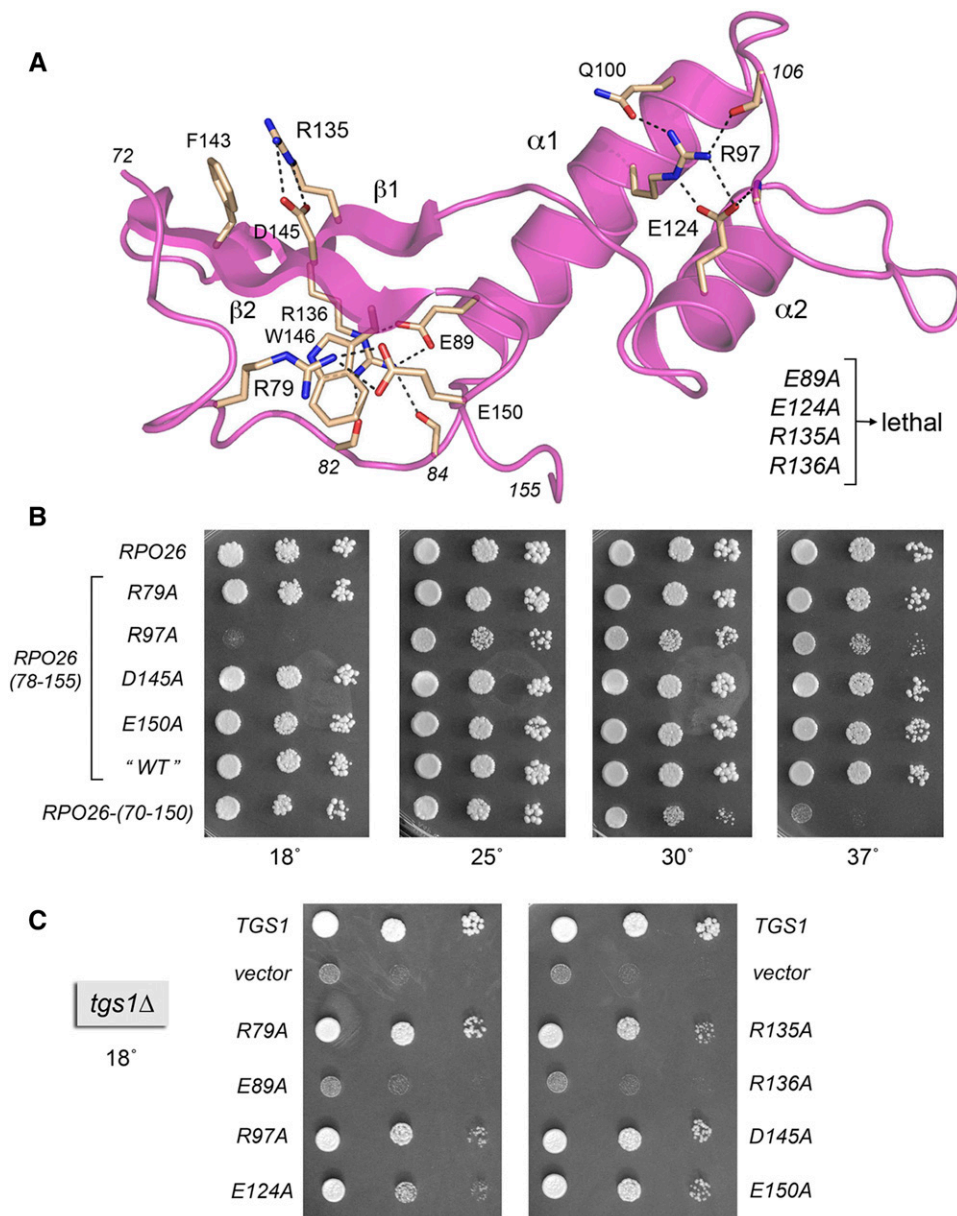 A
72
F143
R135
β1
D145
β2
R136
W146
R79
E89
E150
82
84
155
Q100
α1
106
R97
E124
α2
E89A
E124A
R135A
R136A
lethal
B
RPO26
R79A
R97A
RPO26
(78-155)
D145A
E150A
"WT"
RPO26-(70-150)
18°
25°
30°
37°
C
tgs1Δ
18°
TGS1
vector
R79A
E89A
R97A
E124A
TGS1
vector
R135A
R136A
D145A
E150A